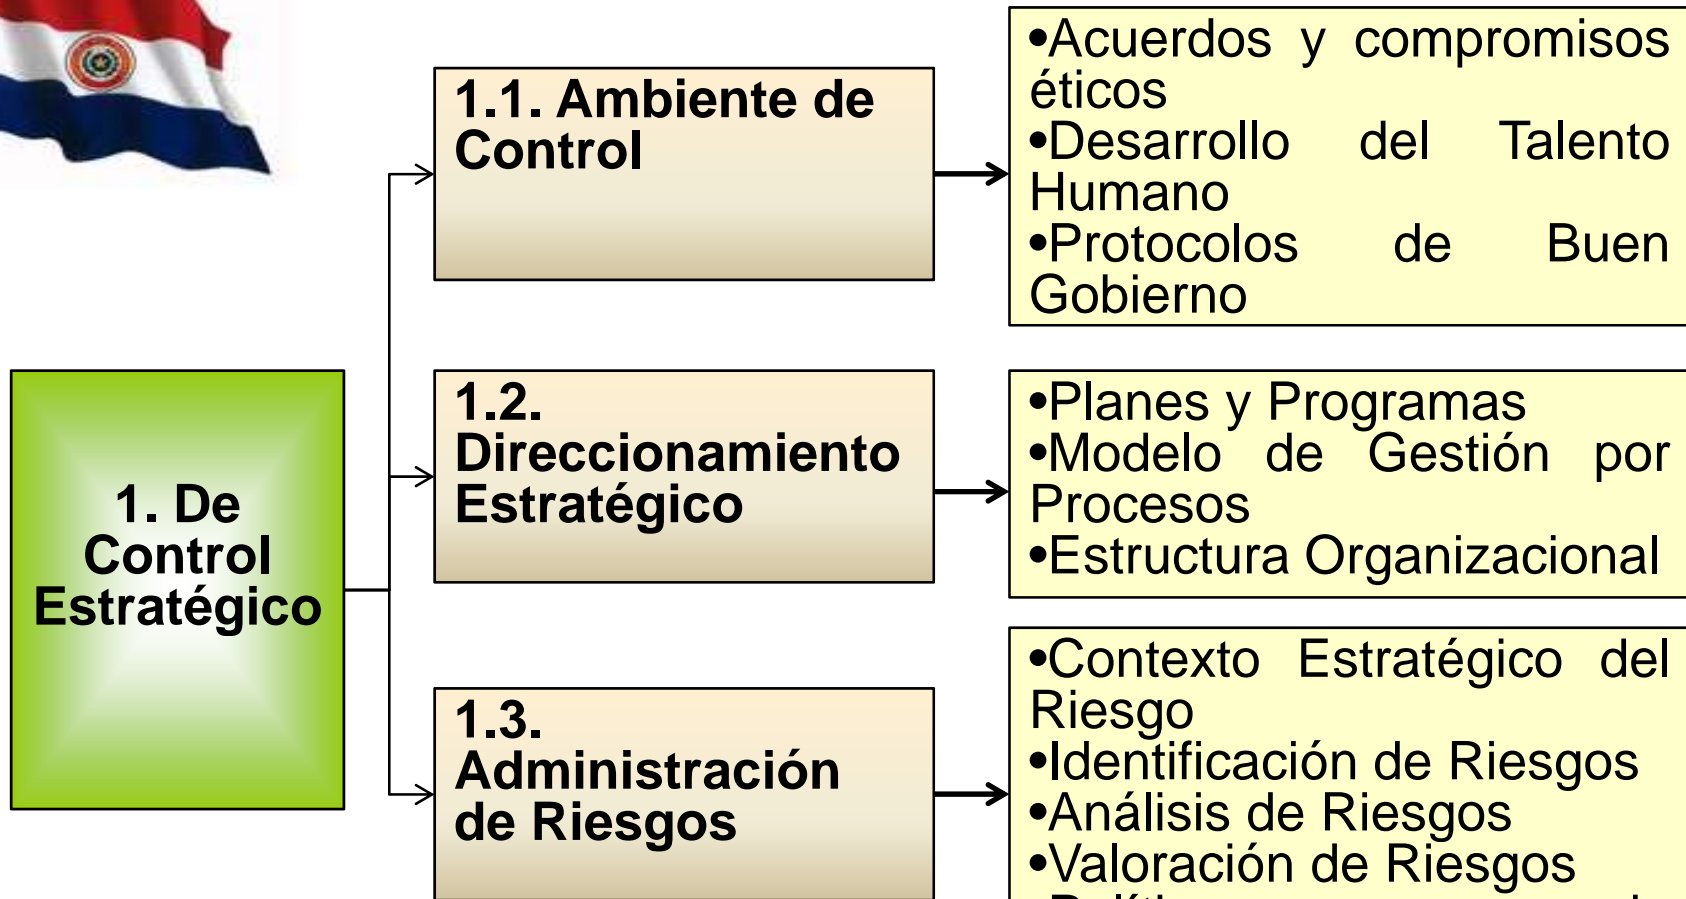 1. De
Control
Estratégico
1.1. Ambiente de
Control
•Acuerdos y compromisos
éticos
•Desarrollo del Talento
Humano
•Protocolos de Buen
Gobierno
1.2.
Direccionamiento
Estratégico
•Planes y Programas
•Modelo de Gestión por
Procesos
•Estructura Organizacional
1.3.
Administración
de Riesgos
•Contexto Estratégico del
Riesgo
•Identificación de Riesgos
•Análisis de Riesgos
•Valoración de Riesgos